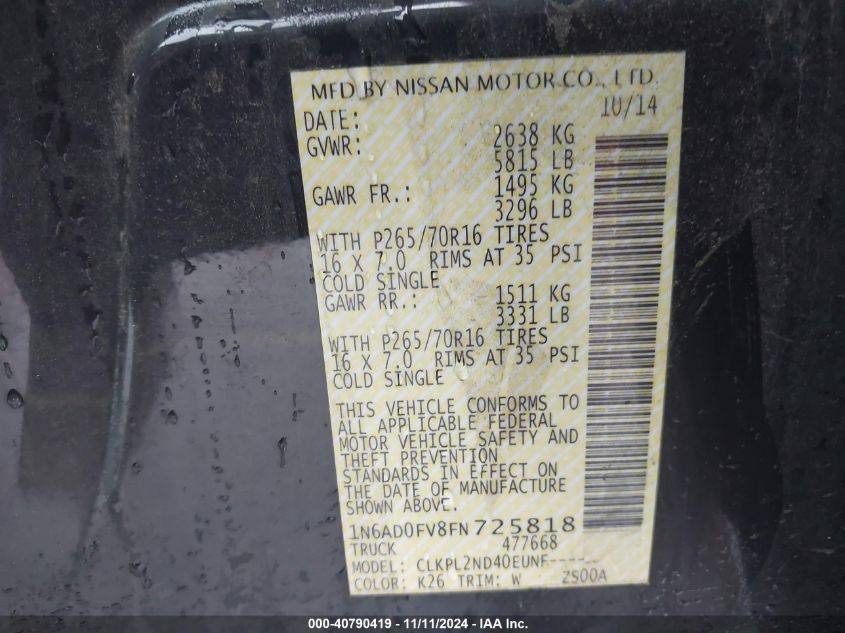 MFD BY NISSAN MOTOR CO., LTD.
DATE: 10/14
GVWR: 2638 KG
5815 LB
GAWR FR.: 1495 KG
3296 LB
WITH P265/70R16 TIRES
16 X 7.0 RIMS AT 35 PSI
COLD SINGLE
GAWR RR.: 1511 KG
3331 LB
WITH P265/70R16 TIRES
16 X 7.0 RIMS AT 35 PSI
COLD SINGLE
THIS VEHICLE CONFORMS TO
ALL APPLICABLE FEDERAL
MOTOR VEHICLE SAFETY AND
THEFT PREVENTION
STANDARDS IN EFFECT ON
THE DATE OF MANUFACTURE
SHOWN ABOVE.
1N6AD0FV8FN725818
TRUCK 477668
MODEL: CLKPL2ND40EUNF-----
COLOR: K26 TRIM: W ZS00A
000-40790419 - 11/11/2024 - IAA Inc.